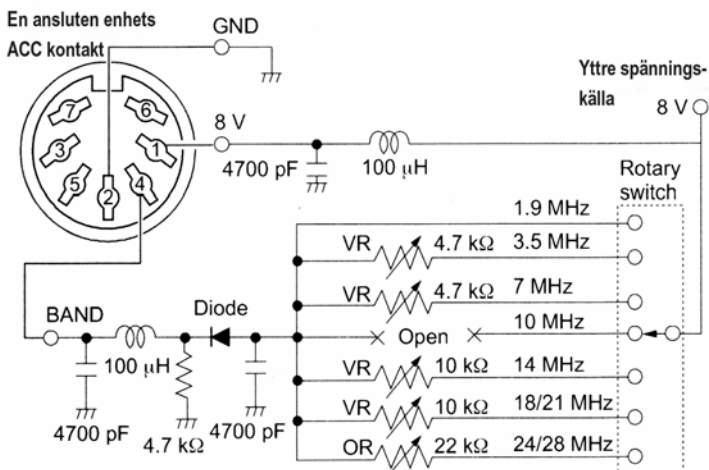 En ansluten enhets
ACC kontakt
GND
Yttre spännings-
källa
8 V
8 V
7
6
3
1
5
4
2
4700 pF
100 µH
Rotary
switch
1.9 MHz
VR 4.7 kΩ 3.5 MHz
VR 4.7 kΩ 7 MHz
BAND
Diode
Open
10 MHz
100 µH
VR 10 kΩ 14 MHz
VR 10 kΩ 18/21 MHz
4700 pF
4.7 kΩ
4700 pF
OR 22 kΩ 24/28 MHz